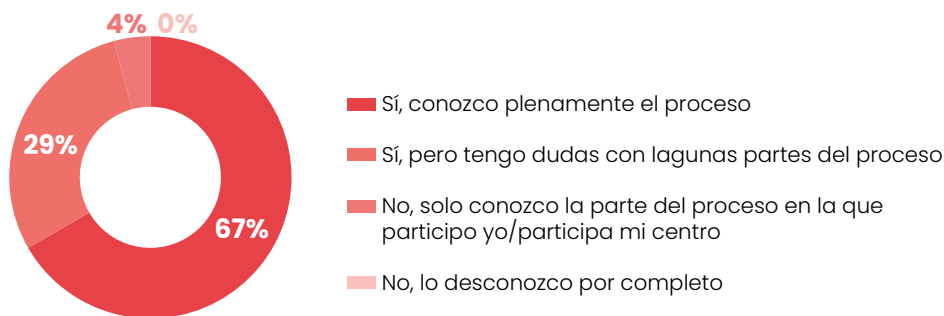 4% 0%
29%
67%
Sí, conozco plenamente el proceso
Sí, pero tengo dudas con lagunas partes del proceso
No, solo conozco la parte del proceso en la que
participo yo/participa mi centro
No, lo desconozco por completo